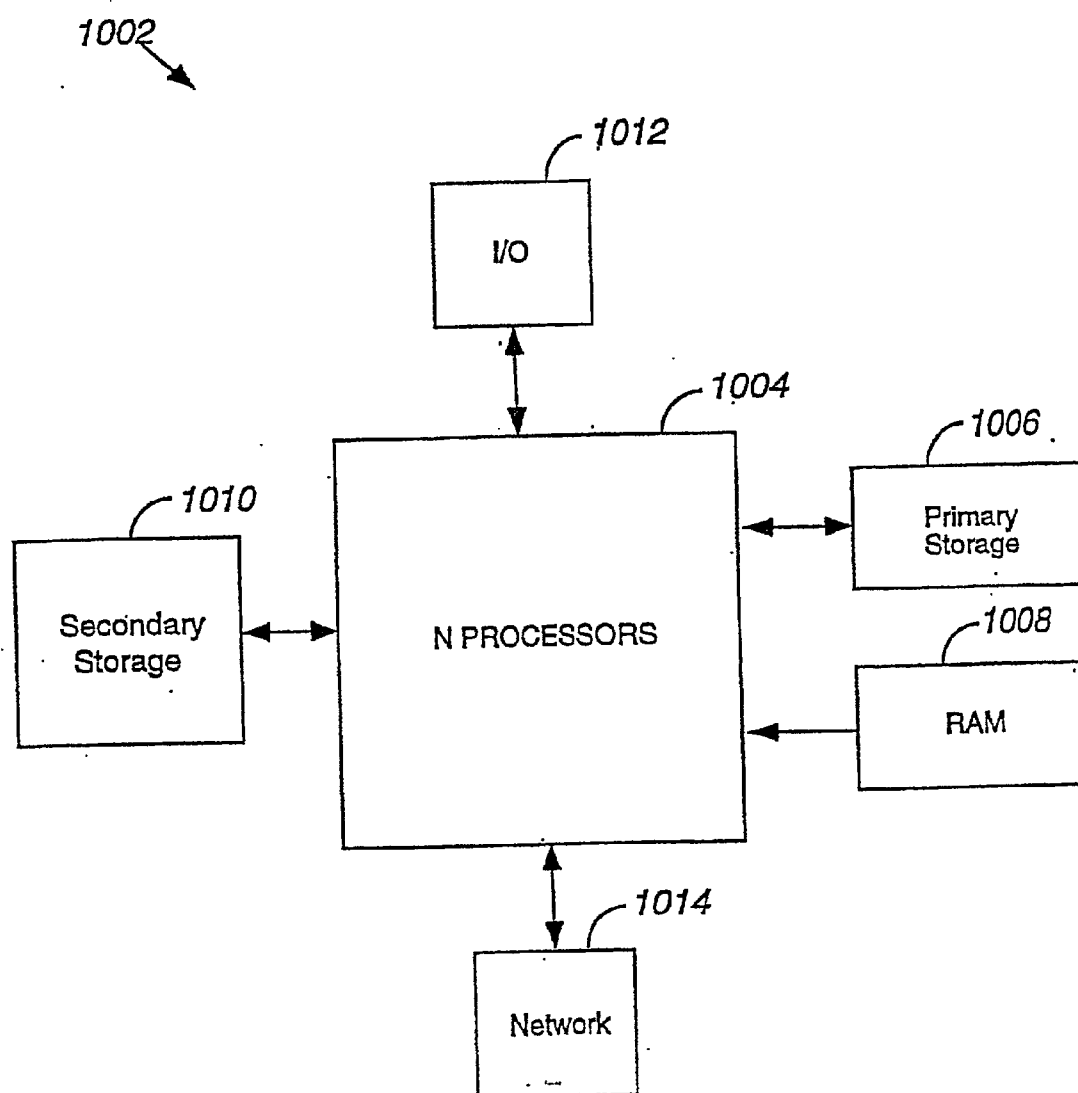 1002
1012
I/O
1004
1006
Primary
Storage
1010
Secondary
Storage
N PROCESSORS
1008
RAM
1014
Network